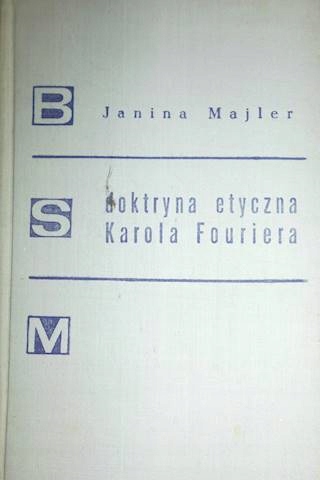 B Janina Majler
S doktryna etyczna
Karola Fouriera
M